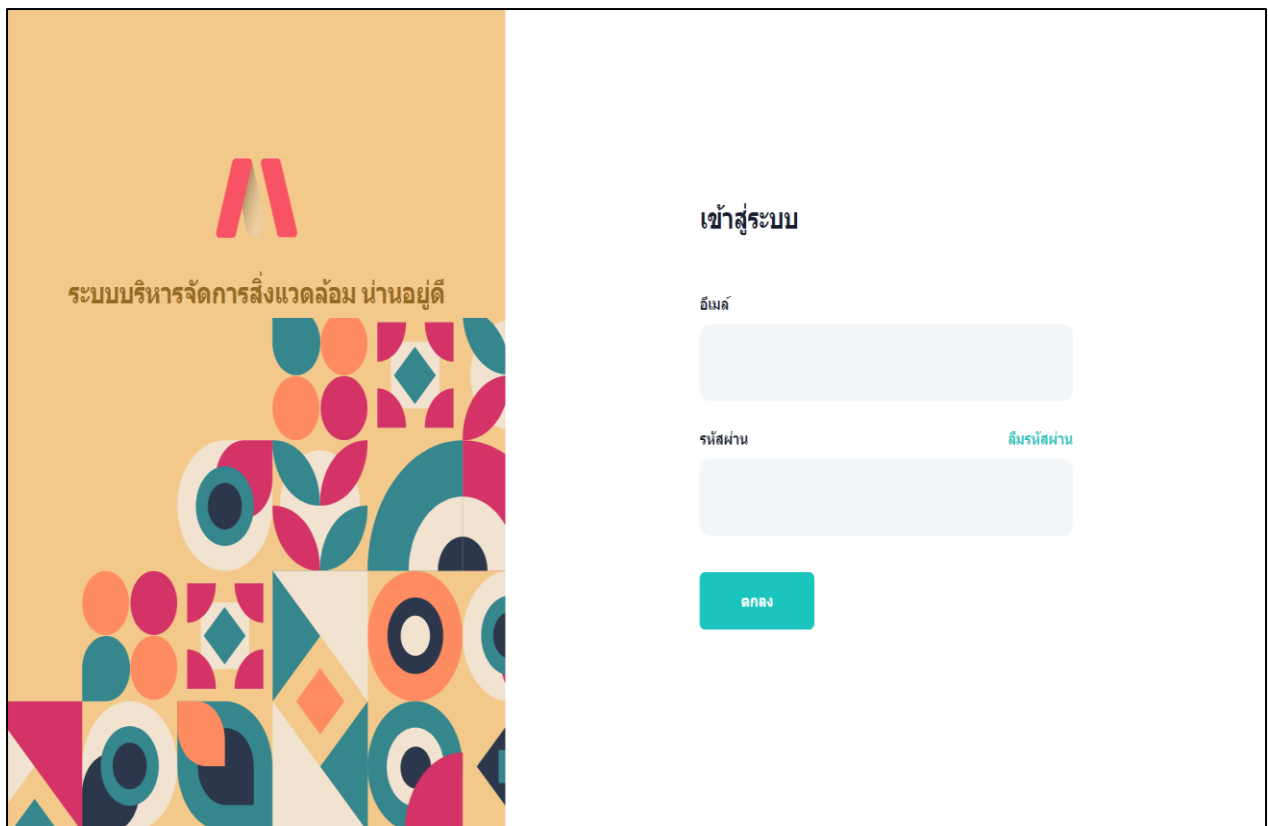 ระบบบริหารจัดการสิ่งแวดล้อม น่านอยู่ดี
เข้าสู่ระบบ
อีเมล์
รหัสผ่าน ลืมรหัสผ่าน
ตกลง